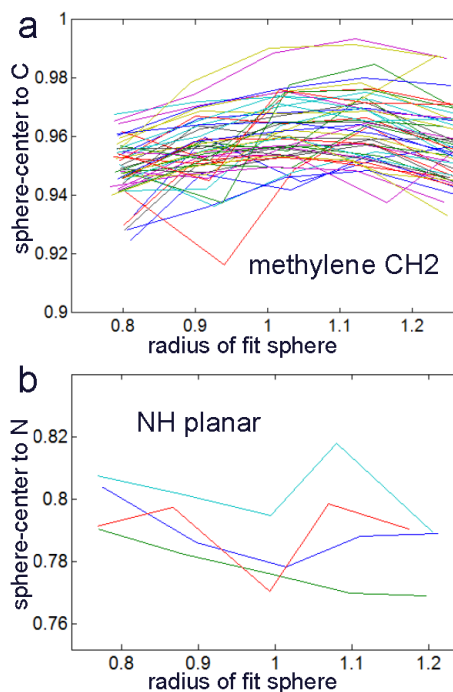 a
1
0.98
0.96
0.94
0.92
0.9
sphere-center to C
methylene CH2
0.8 0.9 1 1.1 1.2
radius of fit sphere
b
NH planar
0.82
0.8
0.78
0.76
sphere-center to N
0.8 0.9 1 1.1 1.2
radius of fit sphere